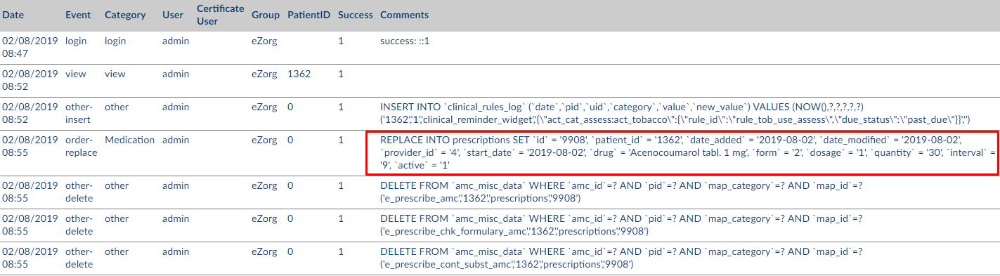 Date Event Category User Certificate User Group PatientID Success Comments
02/08/2019 08:47 login login admin eZorg 1 success: ::1
02/08/2019 08:52 view view admin eZorg 1362 1
02/08/2019 08:52 other-insert other admin eZorg 0 1 INSERT INTO `clinical_rules_log` (`date`,`pid`,`uid`,`category`,`value`,`new_value`) VALUES (NOW(),?,?,?,?,?)
('1362','1','clinical_reminder_widget','{\"act_cat_assess:act_tobacco\":{\"rule_id\":\"rule_tob_use_assess\",\"due_status\":\"past_due\"}}','')
02/08/2019 08:55 order-replace Medication admin eZorg 0 1 REPLACE INTO prescriptions SET `id` = '9908', `patient_id` = '1362', `date_added` = '2019-08-02', `date_modified` = '2019-08-02',
`provider_id` = '4', `start_date` = '2019-08-02', `drug` = 'Acenocoumarol tabl. 1 mg', `form` = '2', `dosage` = '1', `quantity` = '30', `interval` =
'9', `active` = '1'
02/08/2019 08:55 other-delete other admin eZorg 0 1 DELETE FROM `amc_misc_data` WHERE `amc_id`=? AND `pid`=? AND `map_category`=? AND `map_id`=?
('e_prescribe_amc','1362','prescriptions','9908')
02/08/2019 08:55 other-delete other admin eZorg 0 1 DELETE FROM `amc_misc_data` WHERE `amc_id`=? AND `pid`=? AND `map_category`=? AND `map_id`=?
('e_prescribe_chk_formulary_amc','1362','prescriptions','9908')
02/08/2019 08:55 other-delete other admin eZorg 0 1 DELETE FROM `amc_misc_data` WHERE `amc_id`=? AND `pid`=? AND `map_category`=? AND `map_id`=?
('e_prescribe_cont_subst_amc','1362','prescriptions','9908')